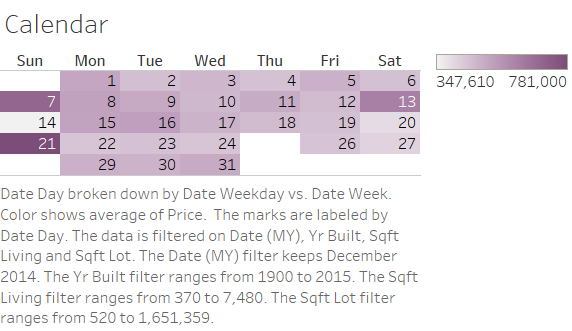 Calendar
Sun Mon Tue Wed Thu Fri Sat
1 2 3 4 5 6
7 8 9 10 11 12 13
14 15 16 17 18 19 20
21 22 23 24 26 27
29 30 31
347,610 781,000
Date Day broken down by Date Weekday vs. Date Week.
Color shows average of Price. The marks are labeled by
Date Day. The data is filtered on Date (MY), Yr Built, Sqft
Living and Sqft Lot. The Date (MY) filter keeps December
2014. The Yr Built filter ranges from 1900 to 2015. The Sqft
Living filter ranges from 370 to 7,480. The Sqft Lot filter
ranges from 520 to 1,651,359.